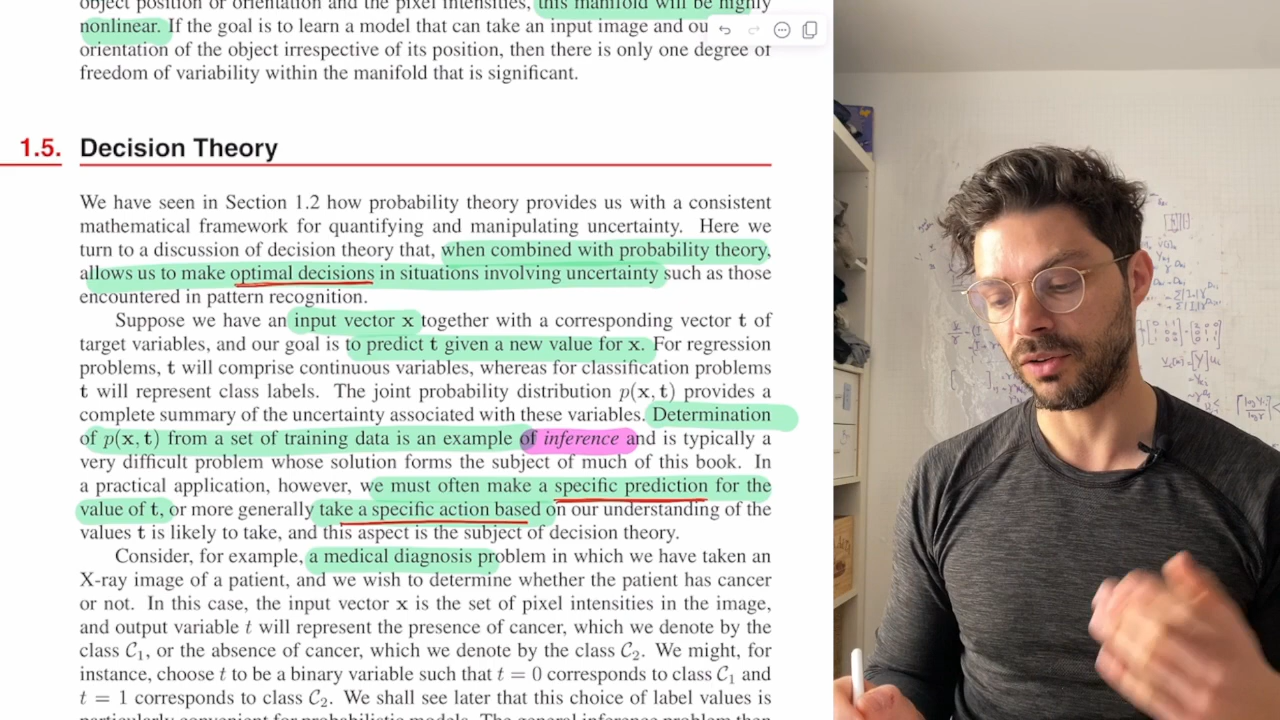 object position or orientation and the pixel intensities, this manifold will be highly
nonlinear. If the goal is to learn a model that can take an input image and ou
orientation of the object irrespective of its position, then there is only one degree of
freedom of variability within the manifold that is significant.
1.5. Decision Theory
We have seen in Section 1.2 how probability theory provides us with a consistent
mathematical framework for quantifying and manipulating uncertainty. Here we
turn to a discussion of decision theory that, when combined with probability theory,
allows us to make optimal decisions in situations involving uncertainty such as those
encountered in pattern recognition.
Suppose we have an input vector x together with a corresponding vector t of
target variables, and our goal is to predict t given a new value for x. For regression
problems, t will comprise continuous variables, whereas for classification problems
t will represent class labels. The joint probability distribution p(x, t) provides a
complete summary of the uncertainty associated with these variables. Determination
of p(x, t) from a set of training data is an example of inference and is typically a
very difficult problem whose solution forms the subject of much of this book. In
a practical application, however, we must often make a specific prediction for the
value of t, or more generally take a specific action based on our understanding of the
values t is likely to take, and this aspect is the subject of decision theory.
Consider, for example, a medical diagnosis problem in which we have taken an
X-ray image of a patient, and we wish to determine whether the patient has cancer
or not. In this case, the input vector x is the set of pixel intensities in the image,
and output variable t will represent the presence of cancer, which we denote by the
class C₁, or the absence of cancer, which we denote by the class C₂. We might, for
instance, choose t to be a binary variable such that t = 0 corresponds to class C₁ and
t = 1 corresponds to class C₂. We shall see later that this choice of label values is
particularly convenient for probabilistic models. The general inference problem then